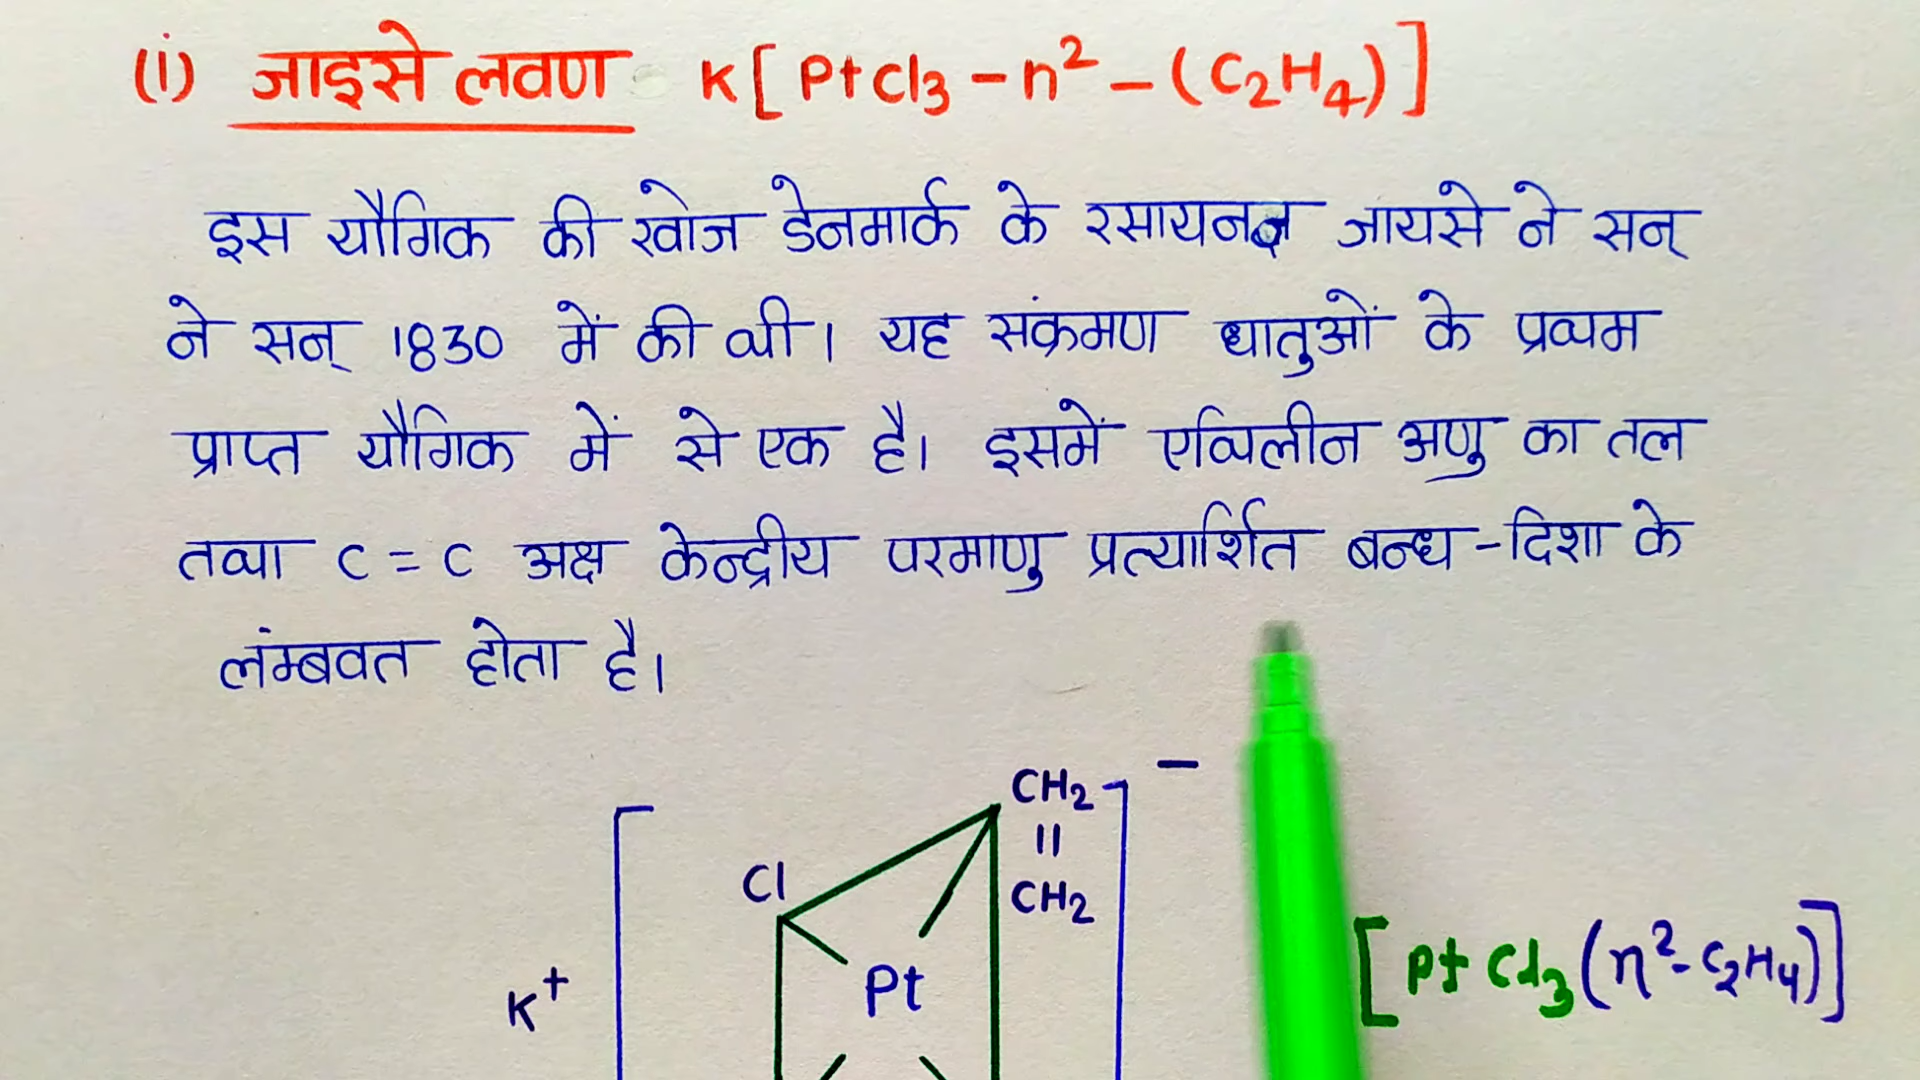 (i) जाइसे लवण K[PtCl3-η2-(C2H4)]
इस यौगिक की खोज डेनमार्क के रसायनज्ञ जायसे ने सन्
ने सन् 1830 में की थी। यह संक्रमण धातुओं के प्रथम
प्राप्त यौगिक में से एक है। इसमें एथिलीन अणु का तल
तथा C=C अक्ष केन्द्रीय परमाणु प्रत्यार्शित बन्ध-दिशा के
लंम्बवत होता है।
CH2
=
CH2
Cl
Pt
K+
-
[PtCl3(η2-C2H4)]